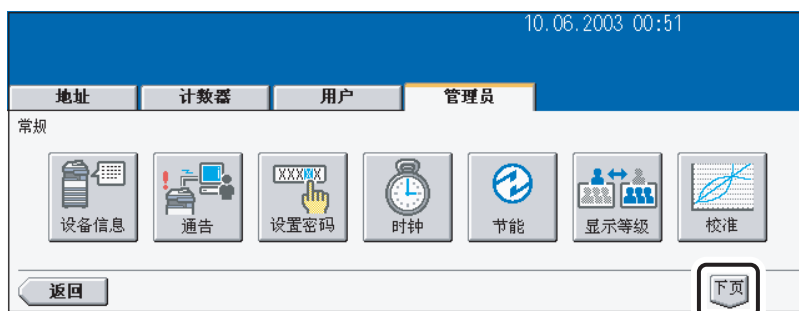 10.06.2003 00:51
地址 计数器 用户 管理员
常规
XXXXXX
设备信息 通告 设置密码 时钟 节能 显示等级 校准
返回 下页